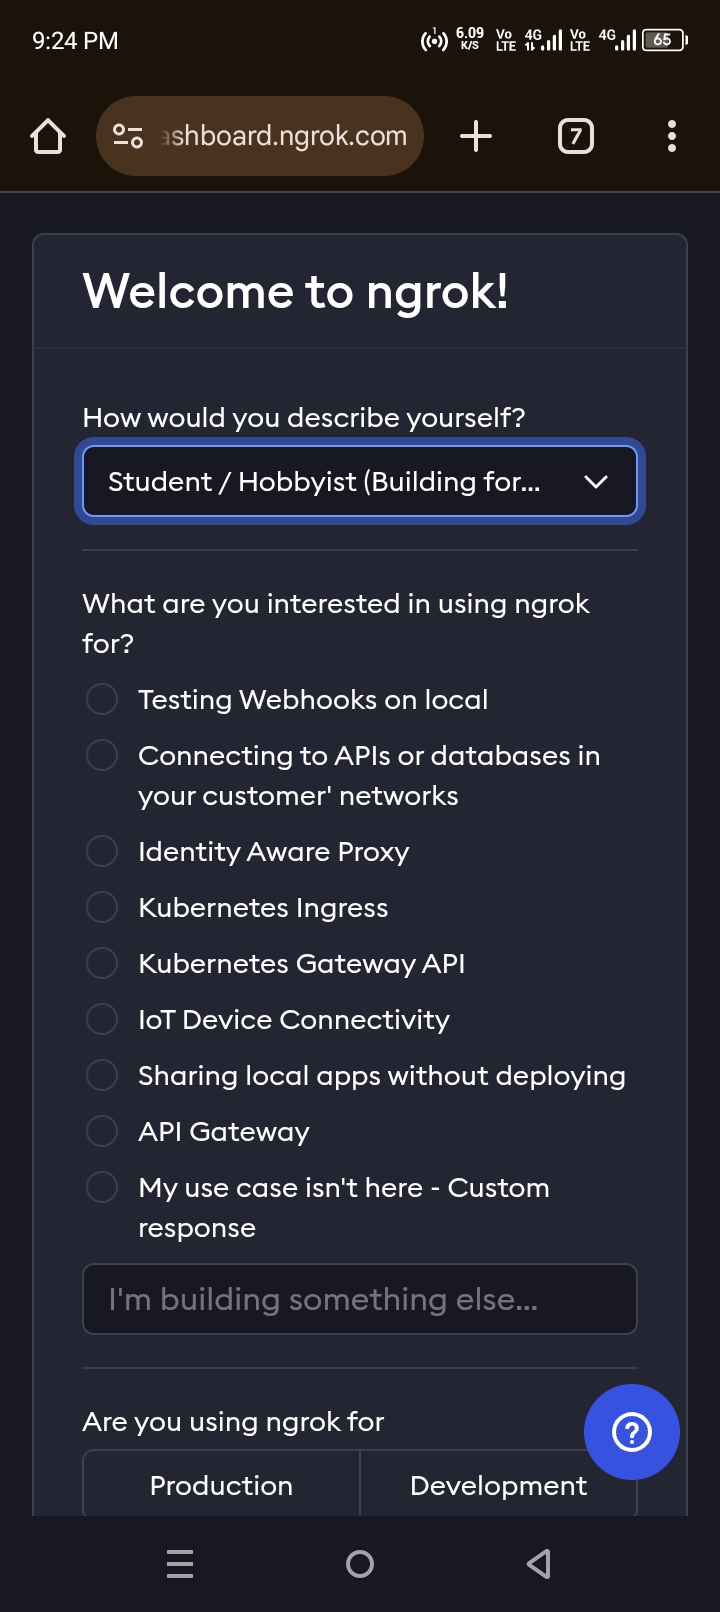 9:24 PM
1
6.09 K/S
Vo LTE
4G
Vo LTE
4G
65
ashboard.ngrok.com
7
Welcome to ngrok!
How would you describe yourself?
Student / Hobbyist (Building for...
What are you interested in using ngrok
for?
Testing Webhooks on local
Connecting to APIs or databases in
your customer' networks
Identity Aware Proxy
Kubernetes Ingress
Kubernetes Gateway API
IoT Device Connectivity
Sharing local apps without deploying
API Gateway
My use case isn't here - Custom
response
I'm building something else...
Are you using ngrok for
?
Production
Development